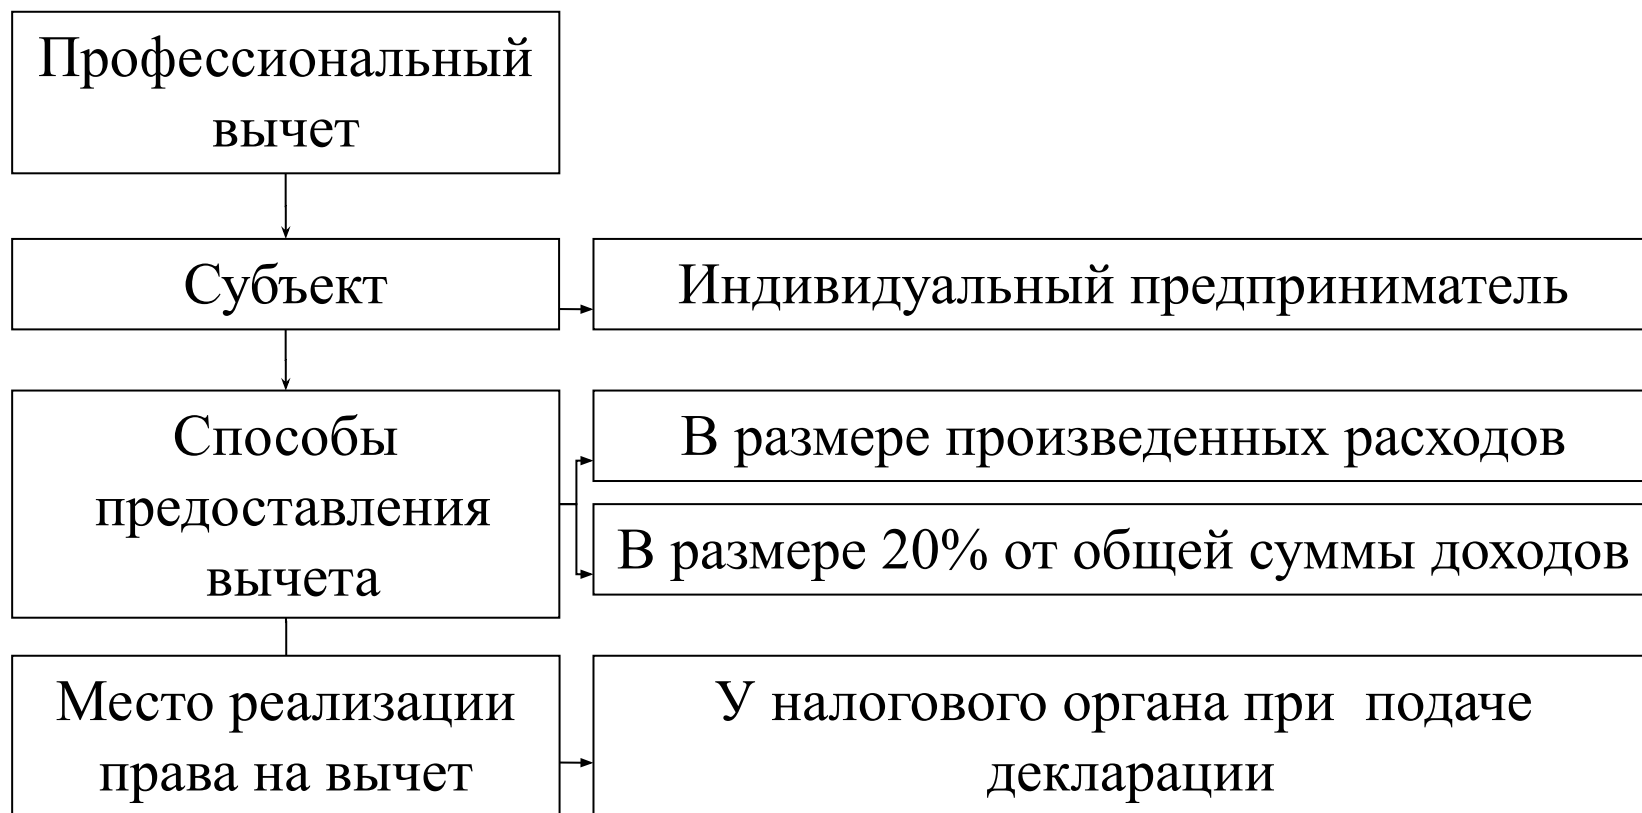 Профессиональный
вычет
Субъект
Индивидуальный предприниматель
Способы
предоставления
вычета
В размере произведенных расходов
В размере 20% от общей суммы доходов
Место реализации
права на вычет
У налогового органа при  подаче
декларации